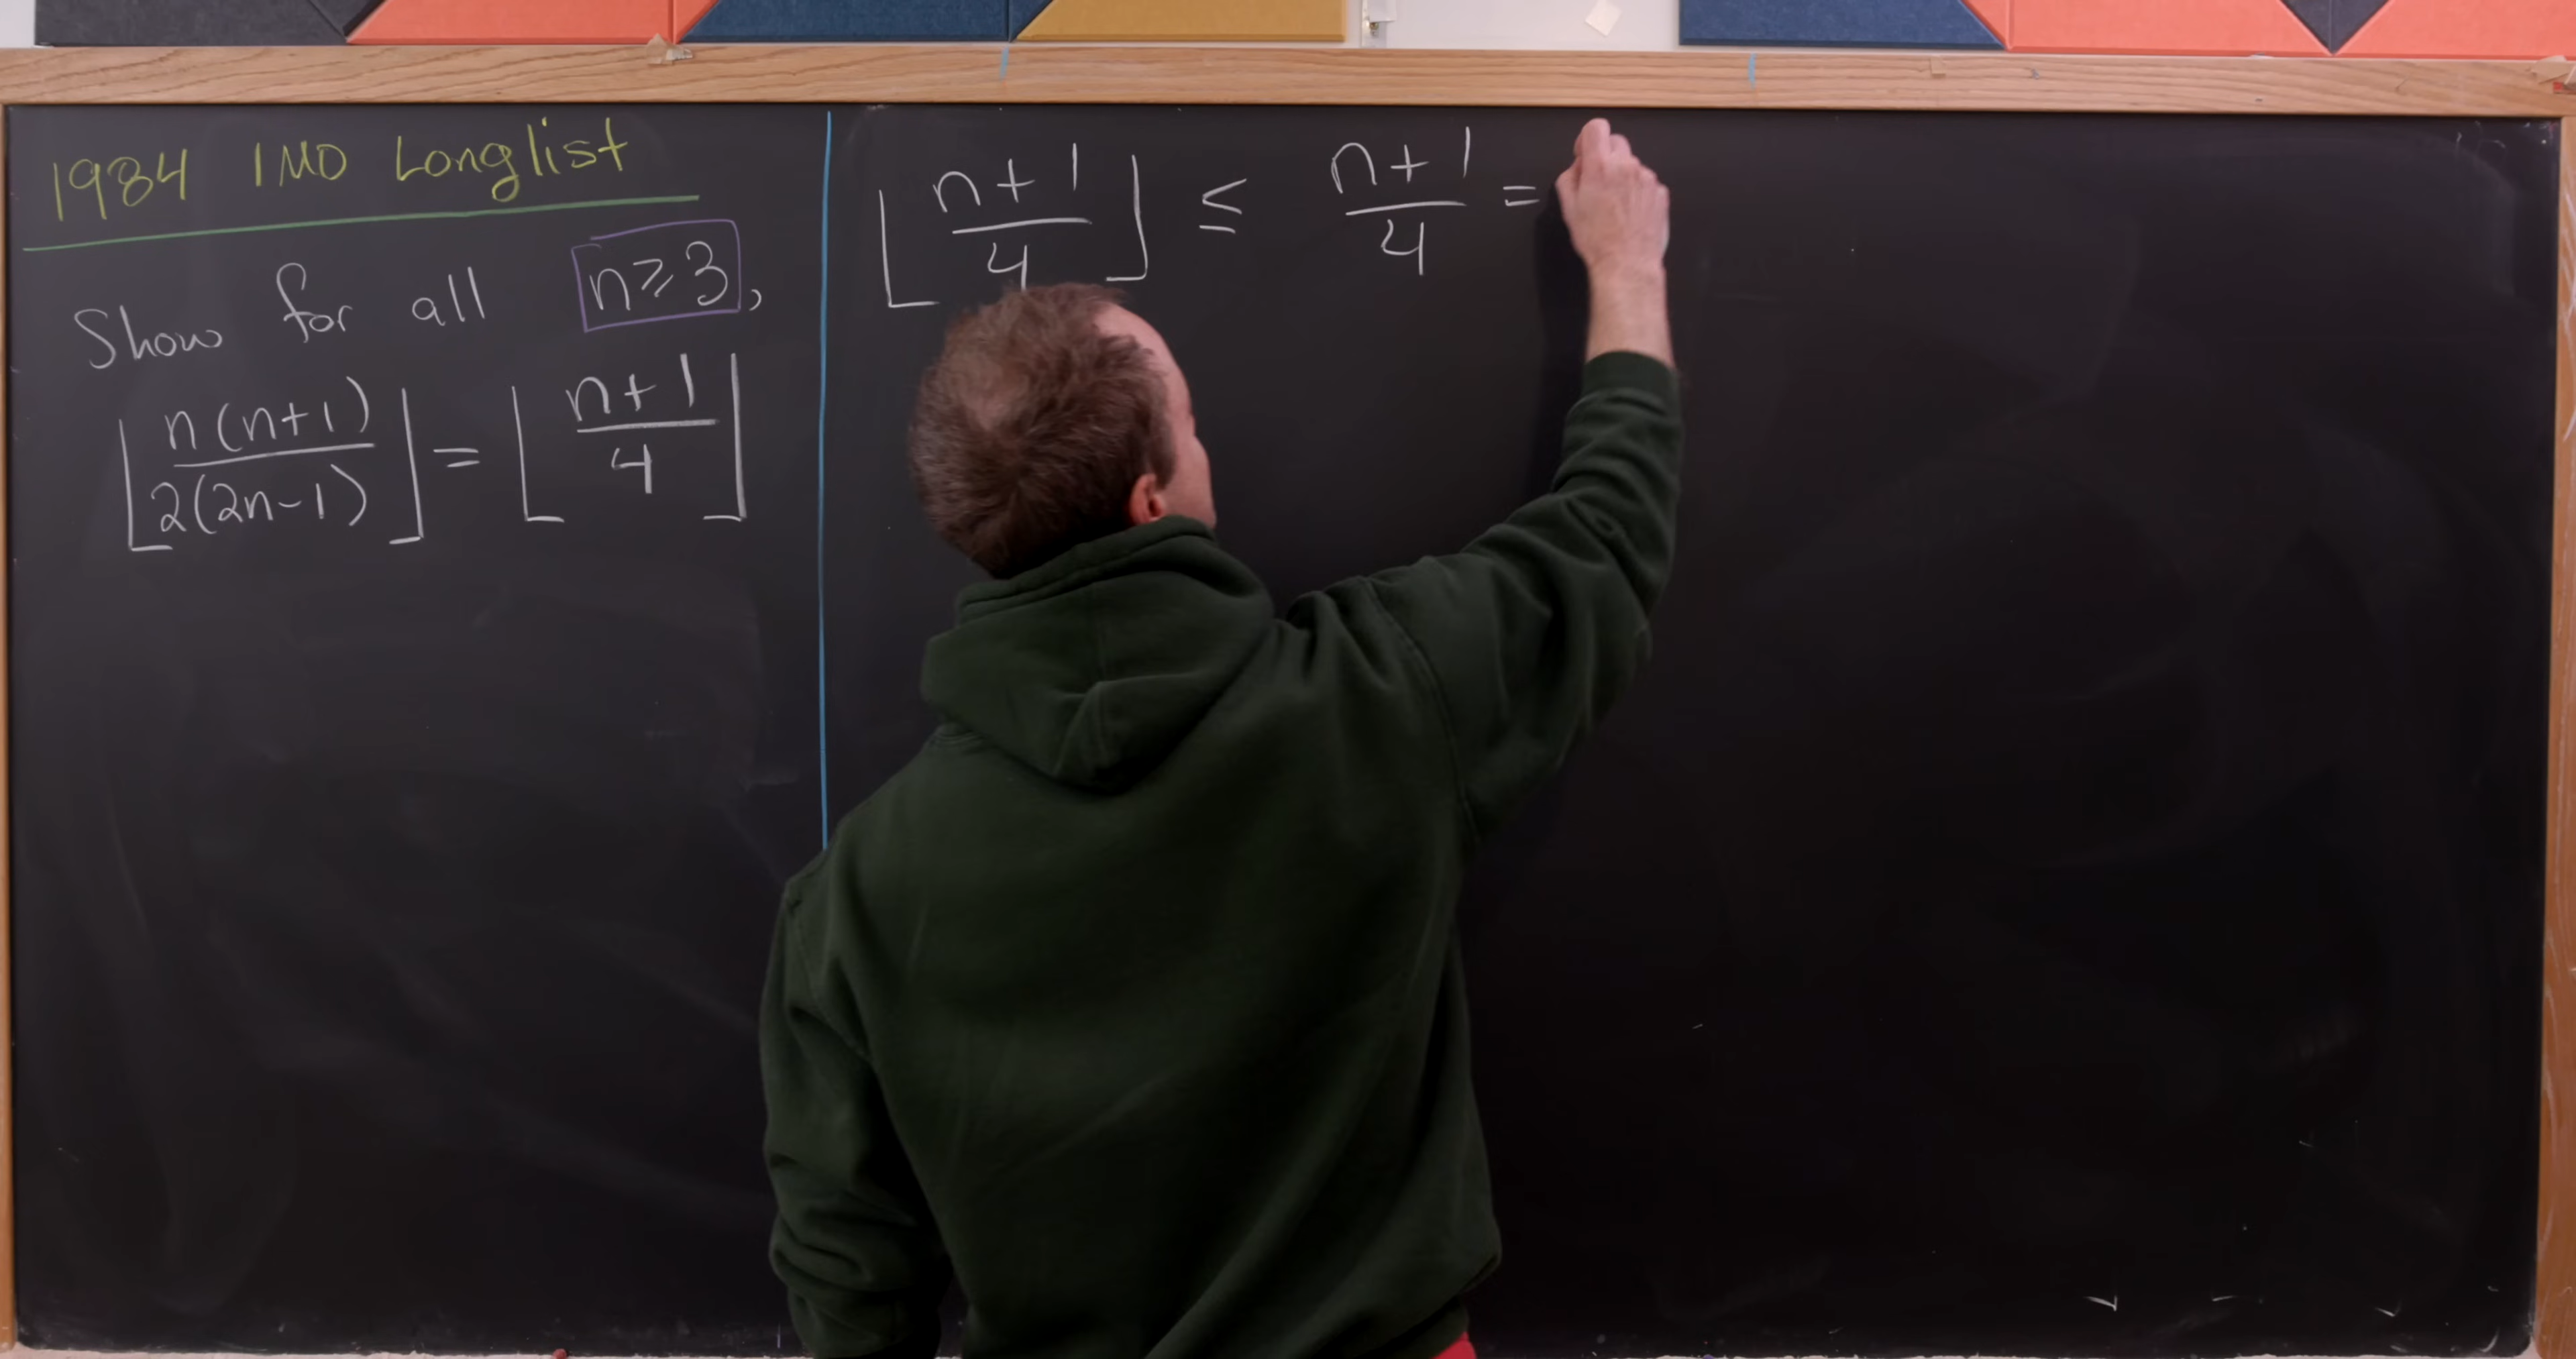 1984 IMO Longlist
Show for all n≥3,
⌊n(n+1)/2(2n-1)⌋ = ⌊n+1/4⌋
⌊n+1/4⌋ ≤ n+1/4 =